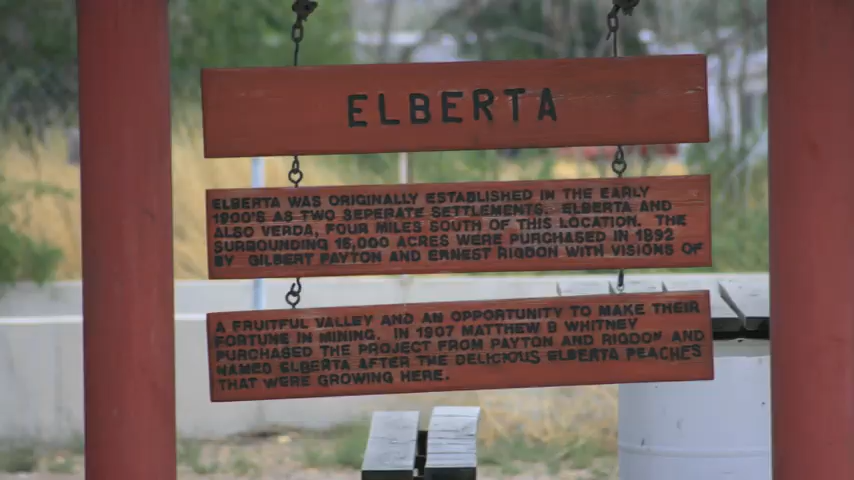 ELBERTA
ELBERTA WAS ORIGINALLY ESTABLISHED IN THE EARLY
1900'S AS TWO SEPERATE SETTLEMENTS, ELBERTA AND
ALSO VERDA, FOUR MILES SOUTH OF THIS LOCATION. THE
SURROUNDING 15,000 ACRES WERE PURCHASED IN 1892
BY GILBERT PAYTON AND ERNEST RIGDON WITH VISIONS OF
A FRUITFUL VALLEY AND AN OPPORTUNITY TO MAKE THEIR
FORTUNE IN MINING. IN 1907 MATTHEW B WHITNEY
PURCHASED THE PROJECT FROM PAYTON AND RIGDON AND
NAMED ELBERTA AFTER THE DELICIOUS ELBERTA PEACHES
THAT WERE GROWING HERE.